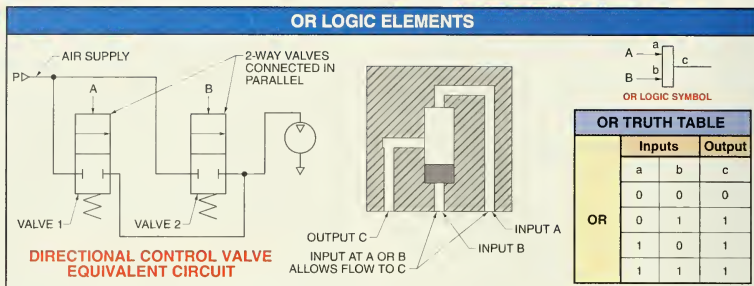 OR LOGIC ELEMENTS
AIR SUPPLY
P
A
B
2-WAY VALVES
CONNECTED IN
PARALLEL
VALVE 1
VALVE 2
DIRECTIONAL CONTROL VALVE
EQUIVALENT CIRCUIT
OUTPUT C
INPUT A
INPUT B
INPUT AT A OR B
ALLOWS FLOW TO C
A a
B b
c
OR LOGIC SYMBOL
OR TRUTH TABLE
Inputs Output
a b c
OR
0 0 0
0 1 1
1 0 1
1 1 1